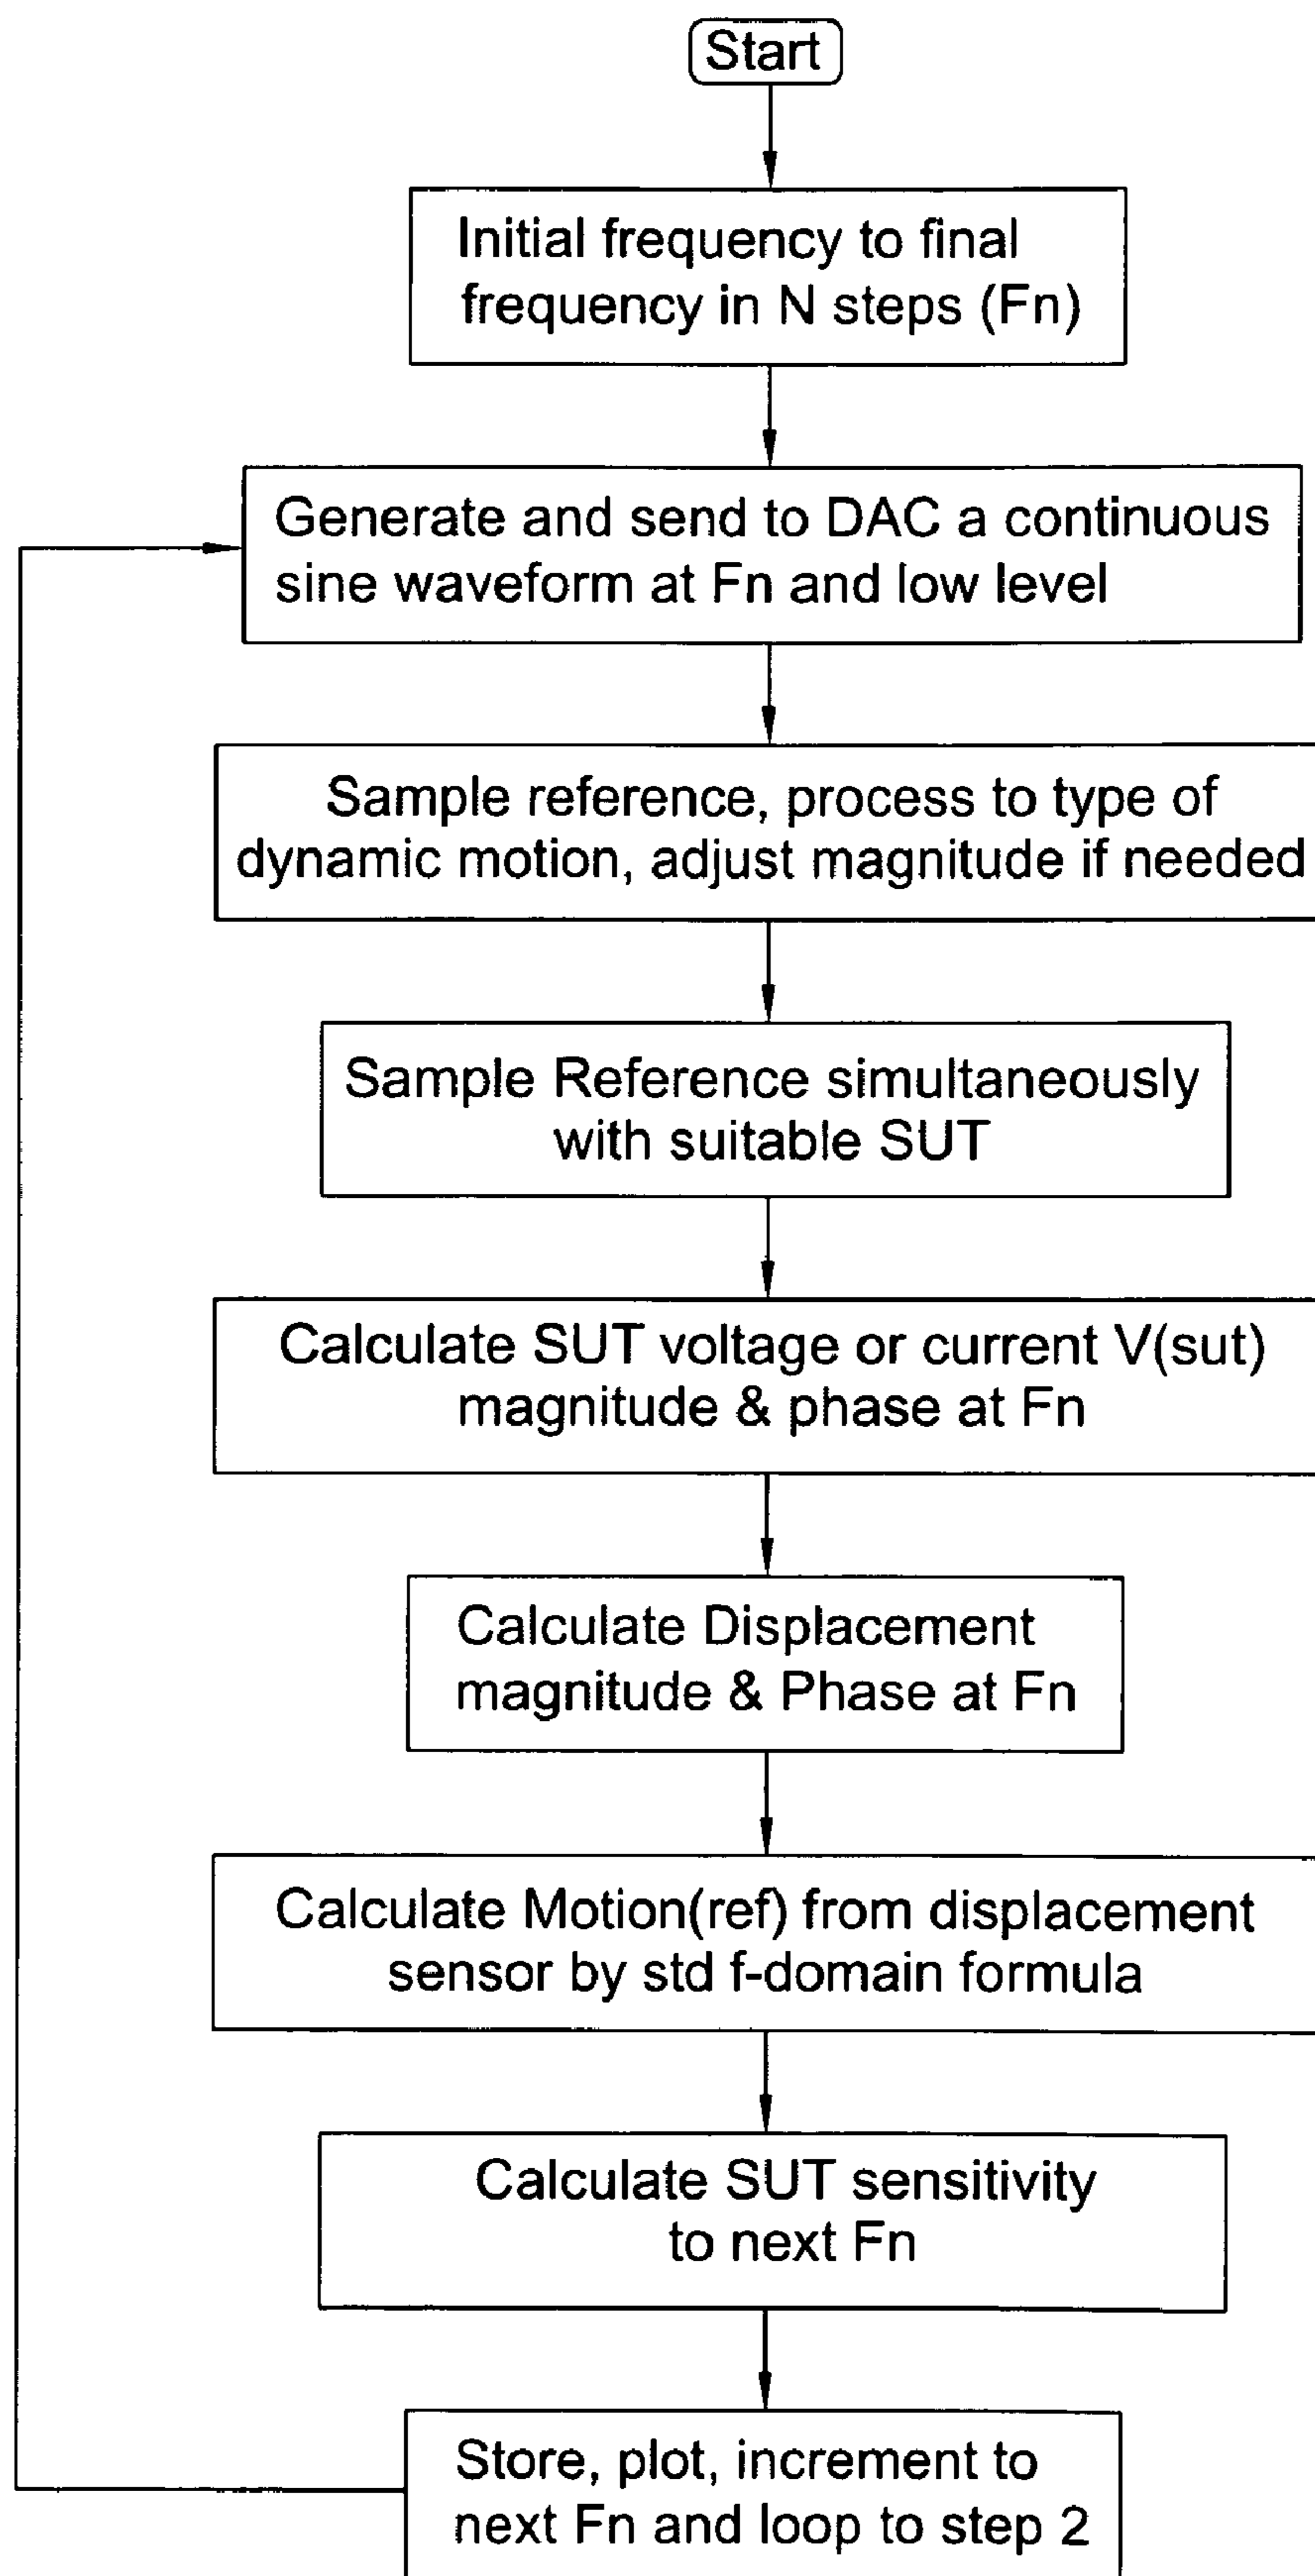 Start
Initial frequency to final
frequency in N steps (Fn)
Generate and send to DAC a continuous
sine waveform at Fn and low level
Sample reference, process to type of
dynamic motion, adjust magnitude if needed
Sample Reference simultaneously
with suitable SUT
Calculate SUT voltage or current V(sut)
magnitude & phase at Fn
Calculate Displacement
magnitude & Phase at Fn
Calculate Motion(ref) from displacement
sensor by std f-domain formula
Calculate SUT sensitivity
to next Fn
Store, plot, increment to
next Fn and loop to step 2